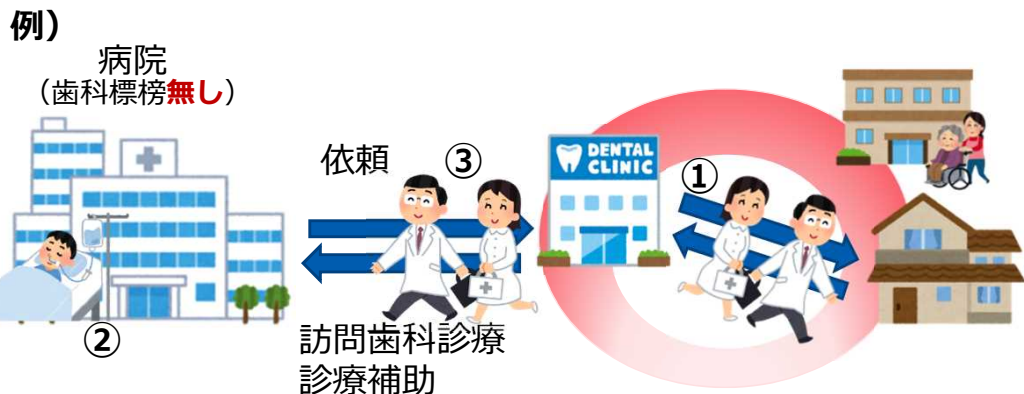 例）
病院
（歯科標榜無し）
依頼
③
DENTAL
CLINIC
①
②
訪問歯科診療
診療補助